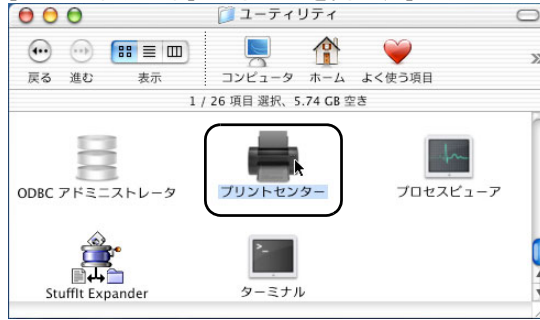 ユーティリティ
戻る 進む 表示 コンピュータ ホーム よく使う項目
1 / 26 項目 選択、5.74 GB 空き
ODBC アドミニストレータ プリントセンター プロセスビューア
StuffIt Expander ターミナル